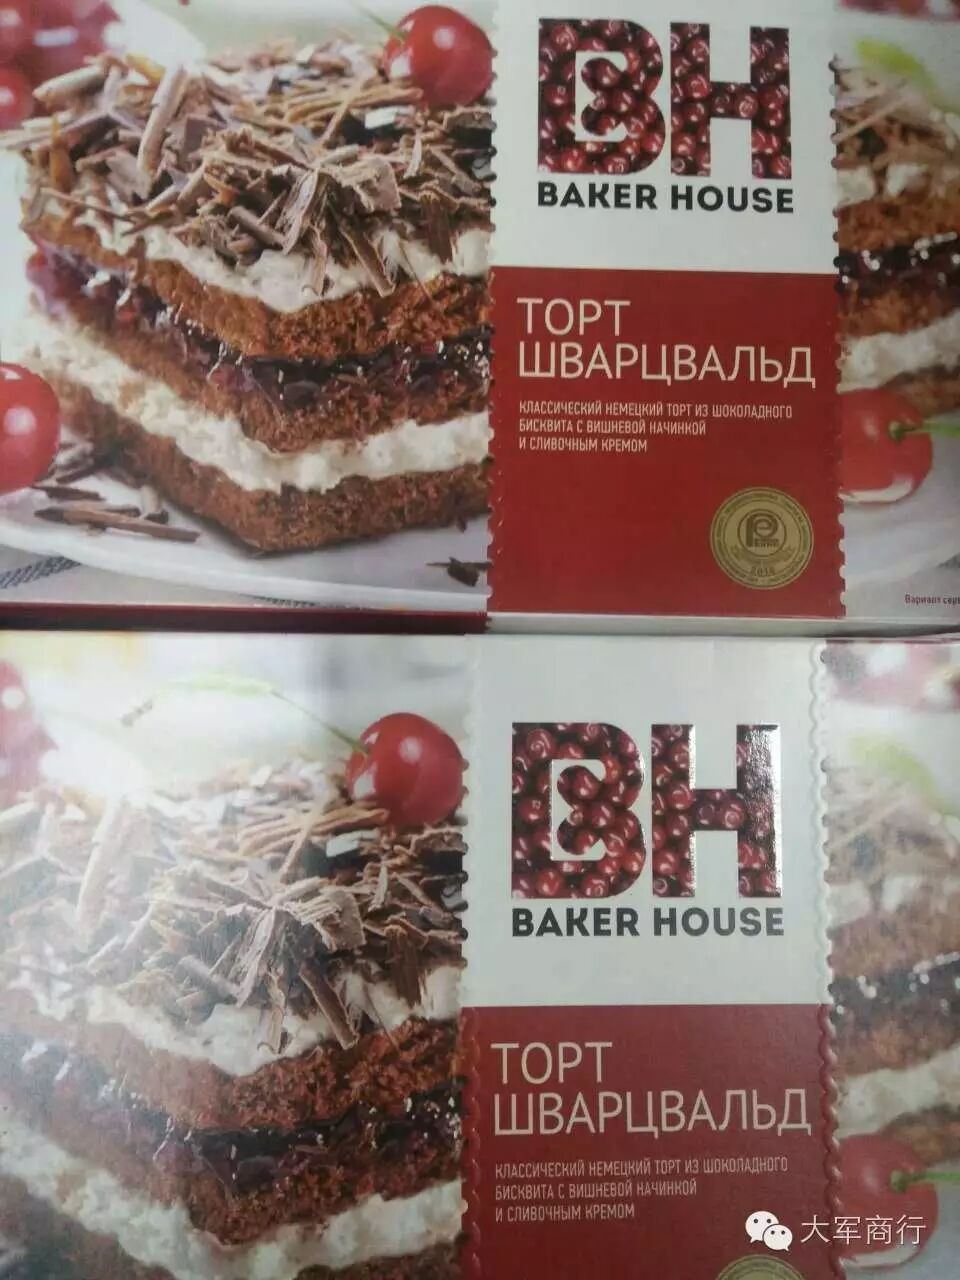 BH
BAKER HOUSE
ТОРТ
ШВАРЦВАЛЬД
КЛАССИЧЕСКИЙ НЕМЕЦКИЙ ТОРТ ИЗ ШОКОЛАДНОГО
БИСКВИТА С ВИШНЕВОЙ НАЧИНКОЙ
И СЛИВОЧНЫМ КРЕМОМ
Вариант
BH
BAKER HOUSE
ТОРТ
ШВАРЦВАЛЬД
КЛАССИЧЕСКИЙ НЕМЕЦКИЙ ТОРТ ИЗ ШОКОЛАДНОГО
БИСКВИТА С ВИШНЕВОЙ НАЧИНКОЙ
И СЛИВОЧНЫМ КРЕМОМ
大军商行